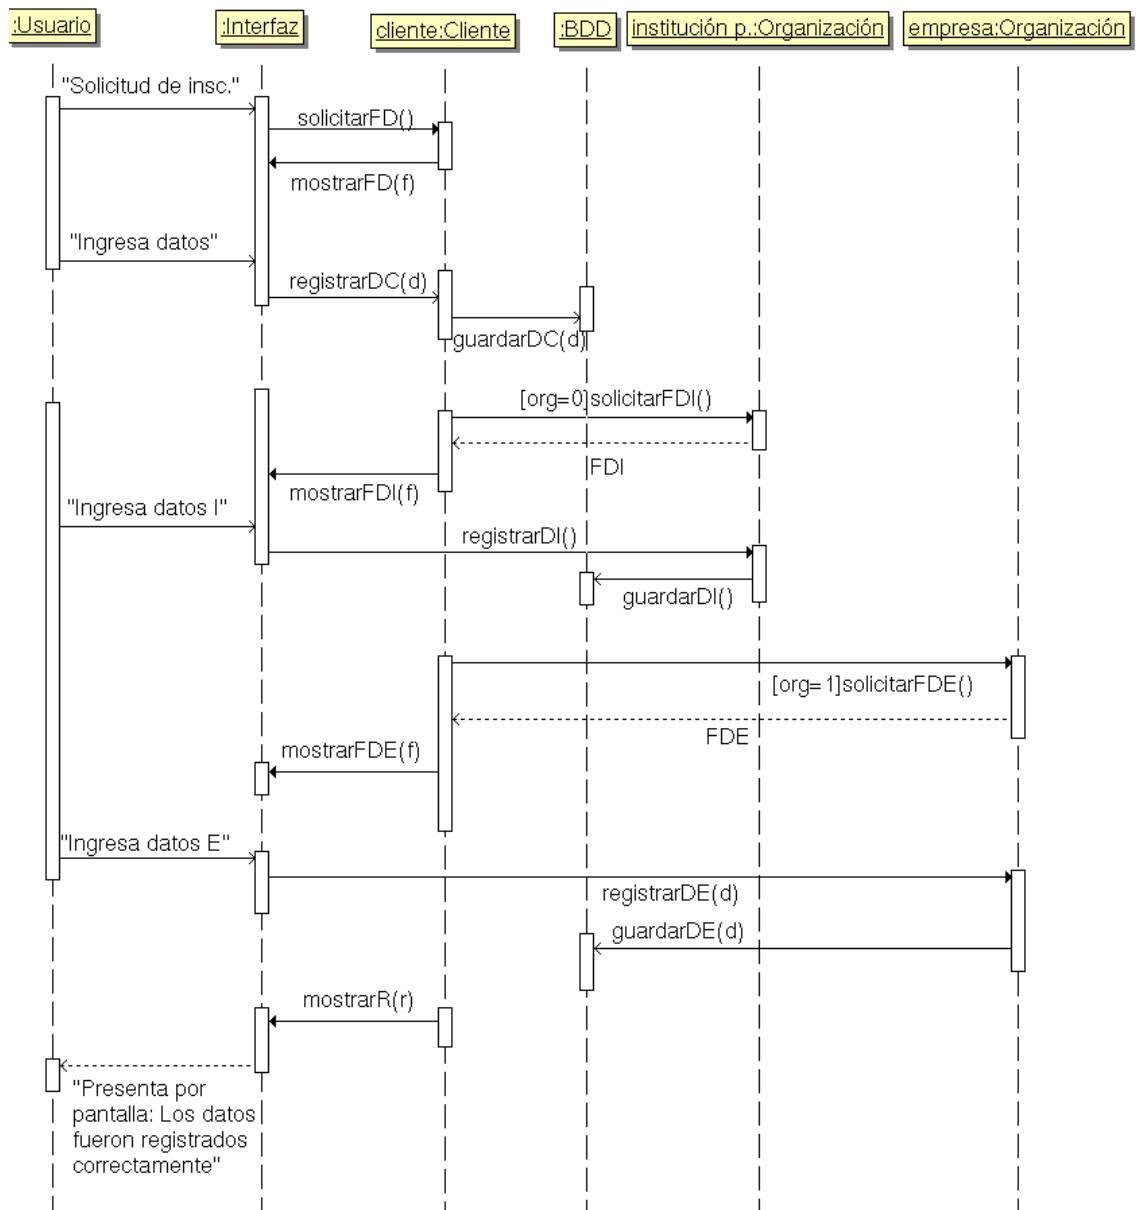 :Usuario
:Interfaz
cliente:Cliente
:BDD
institución p.:Organización
empresa:Organización
"Solicitud de insc."
solicitarFD()
mostrarFD(f)
"Ingresa datos"
registrarDC(d)
guardarDC(d)
[org=0]solicitarFDI()
FDI
mostrarFDI(f)
"Ingresa datos I"
registrarDI()
guardarDI()
[org=1]solicitarFDE()
FDE
mostrarFDE(f)
"Ingresa datos E"
registrarDE(d)
guardarDE(d)
mostrarR(r)
"Presenta por
pantalla: Los datos
fueron registrados
correctamente"